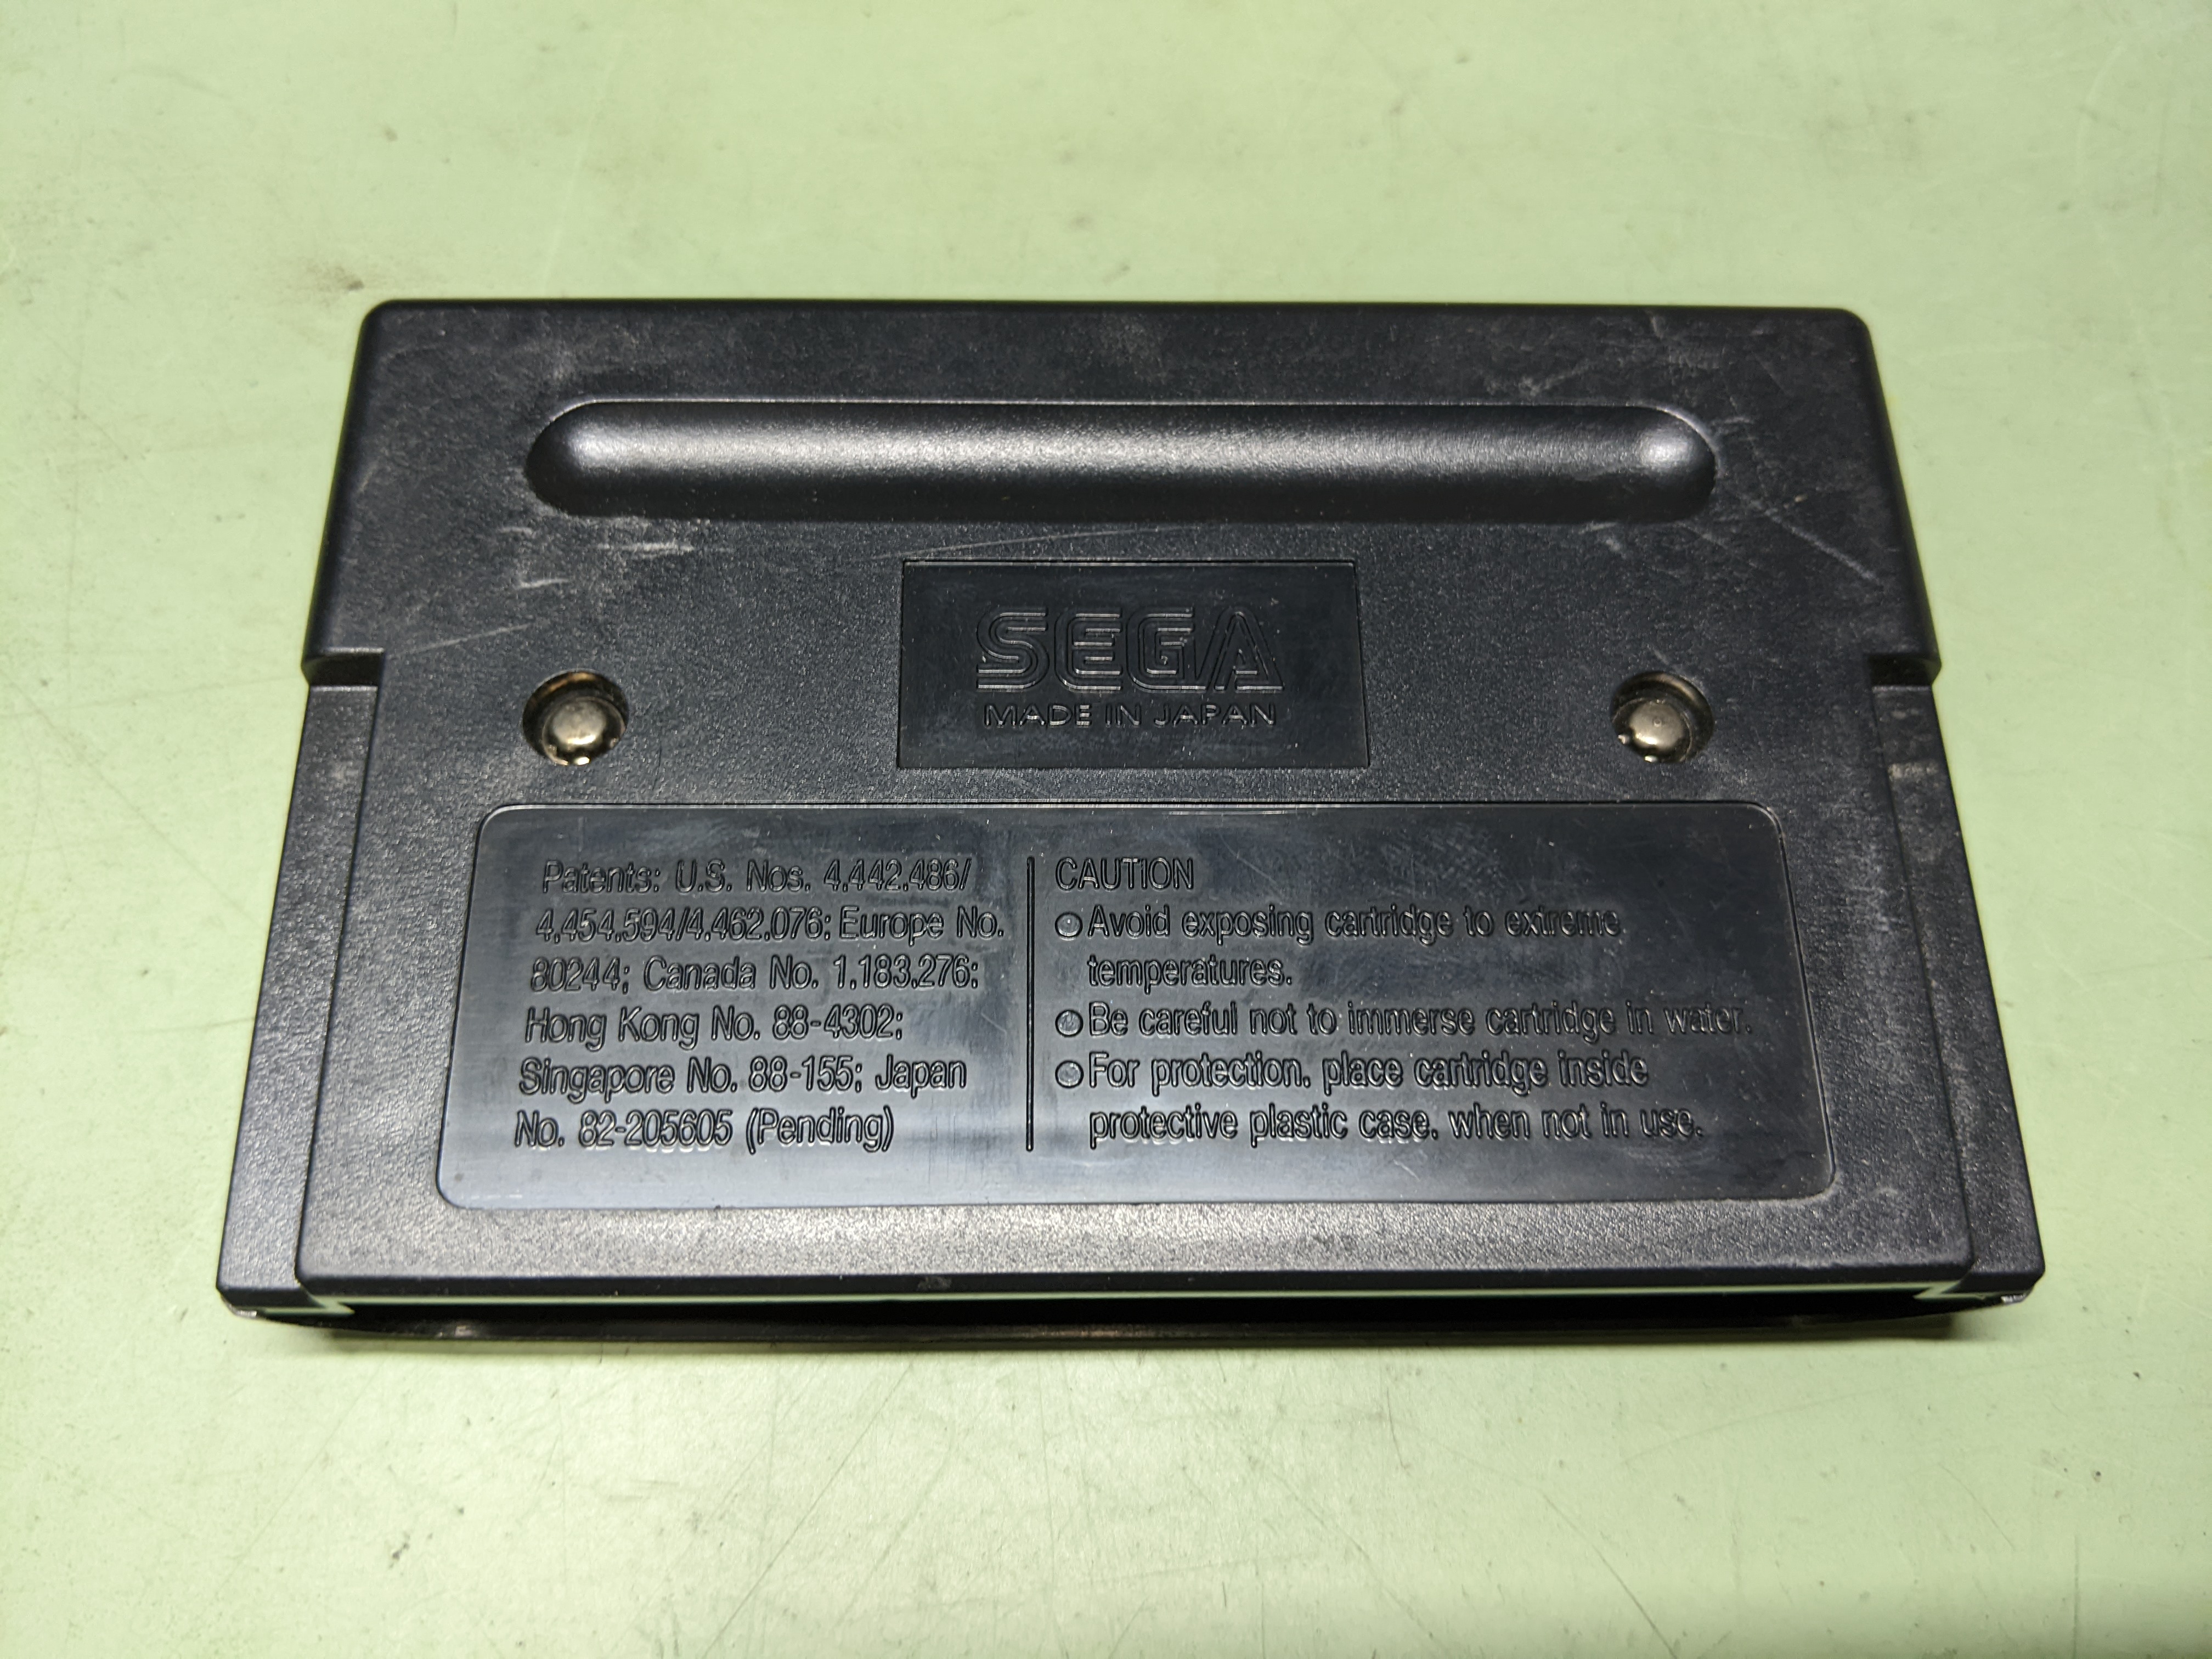 SEGA
MADE IN JAPAN
Patents: U.S. Nos. 4,442,486/
4,454,594/4,462,076; Europe No.
80244; Canada No. 1,183,276;
Hong Kong No. 88-4302;
Singapore No. 88-155; Japan
No. 82-205605 (Pending)
CAUTION
○ Avoid exposing cartridge to extreme
temperatures.
○ Be careful not to immerse cartridge in water.
○ For protection, place cartridge inside
protective plastic case, when not in use.